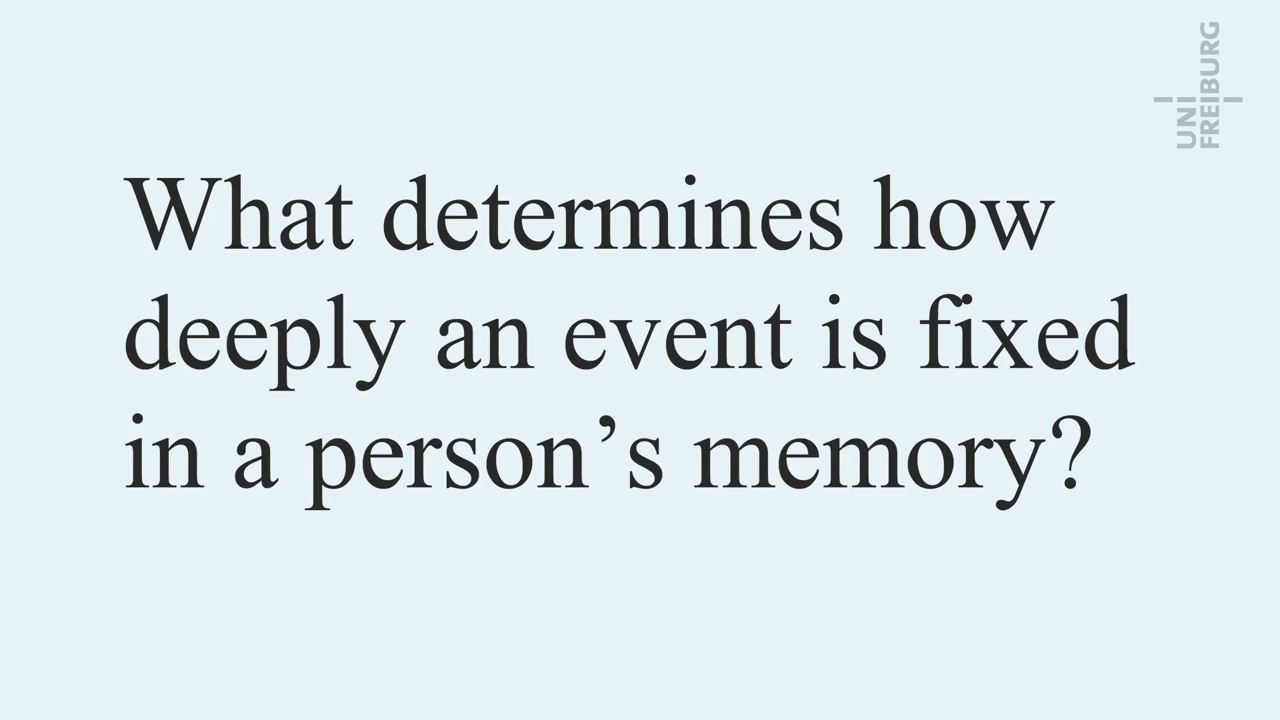 What determines how
deeply an event is fixed
in a person’s memory?
UNI
FREIBURG